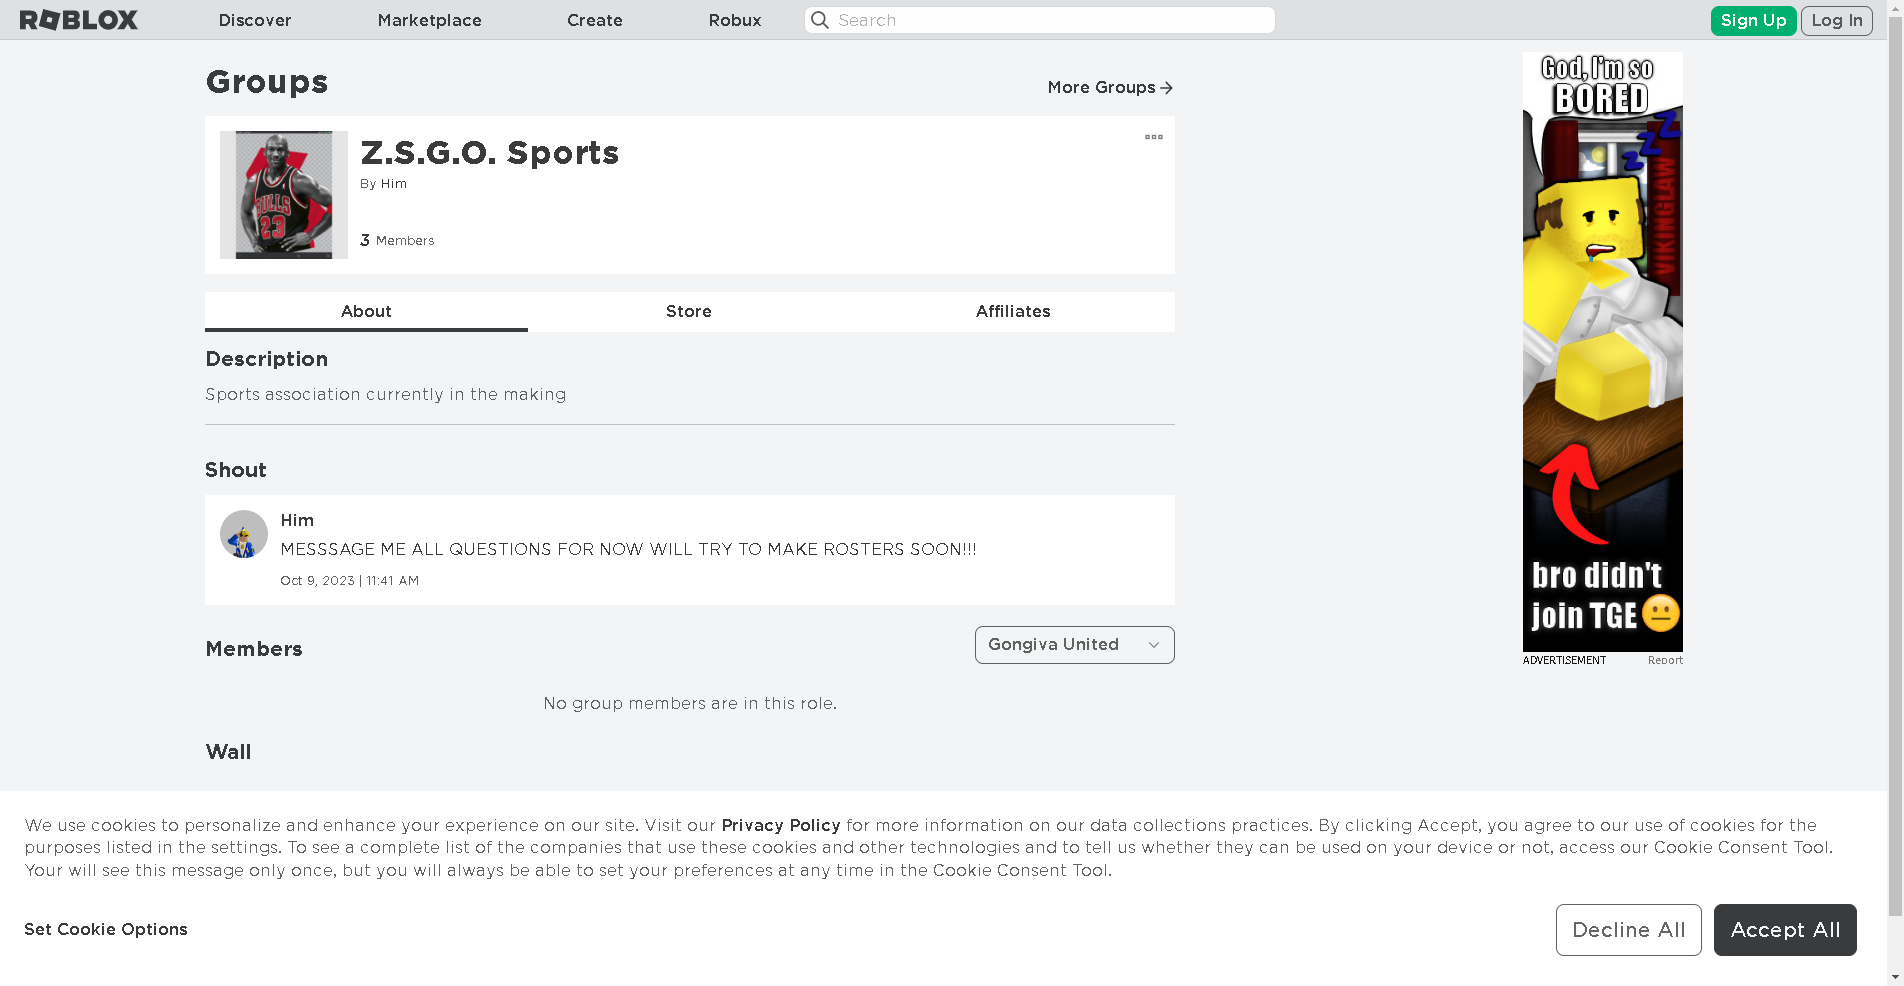 ROBLOX
Discover
Marketplace
Create
Robux
Search
Sign Up
Log In
Groups
More Groups
Z.S.G.O. Sports
By Him
3 Members
BULLS
23
About
Store
Affiliates
Description
Sports association currently in the making
Shout
Him
MESSSAGE ME ALL QUESTIONS FOR NOW WILL TRY TO MAKE ROSTERS SOON!!!
Oct 9, 2023 | 11:41 AM
Members
Gongiva United
No group members are in this role.
Wall
God, I'm so
BORED
z z z
VIKINGLAW
bro didn't
join TGE
ADVERTISEMENT
Report
We use cookies to personalize and enhance your experience on our site. Visit our Privacy Policy for more information on our data collections practices. By clicking Accept, you agree to our use of cookies for the
purposes listed in the settings. To see a complete list of the companies that use these cookies and other technologies and to tell us whether they can be used on your device or not, access our Cookie Consent Tool.
Your will see this message only once, but you will always be able to set your preferences at any time in the Cookie Consent Tool.
Set Cookie Options
Decline All
Accept All